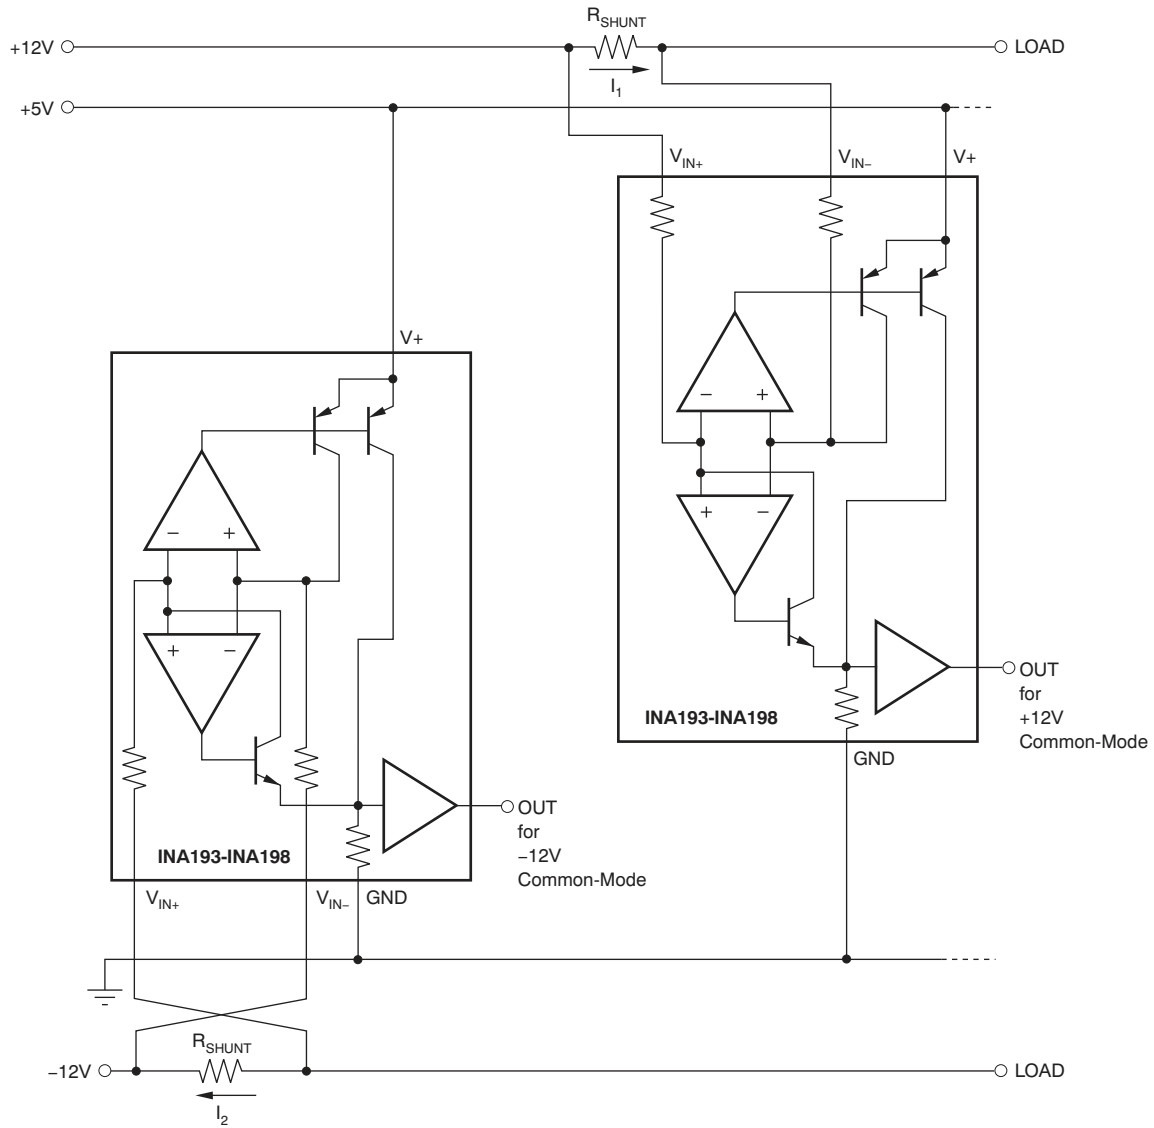 R_SHUNT
+12V
LOAD
I_1
+5V
V_IN+
V_IN−
V+
V+
−
+
+
−
−
+
+
−
OUT
for
+12V
Common-Mode
INA193-INA198
GND
OUT
for
−12V
Common-Mode
INA193-INA198
V_IN+
V_IN−
GND
R_SHUNT
−12V
LOAD
I_2